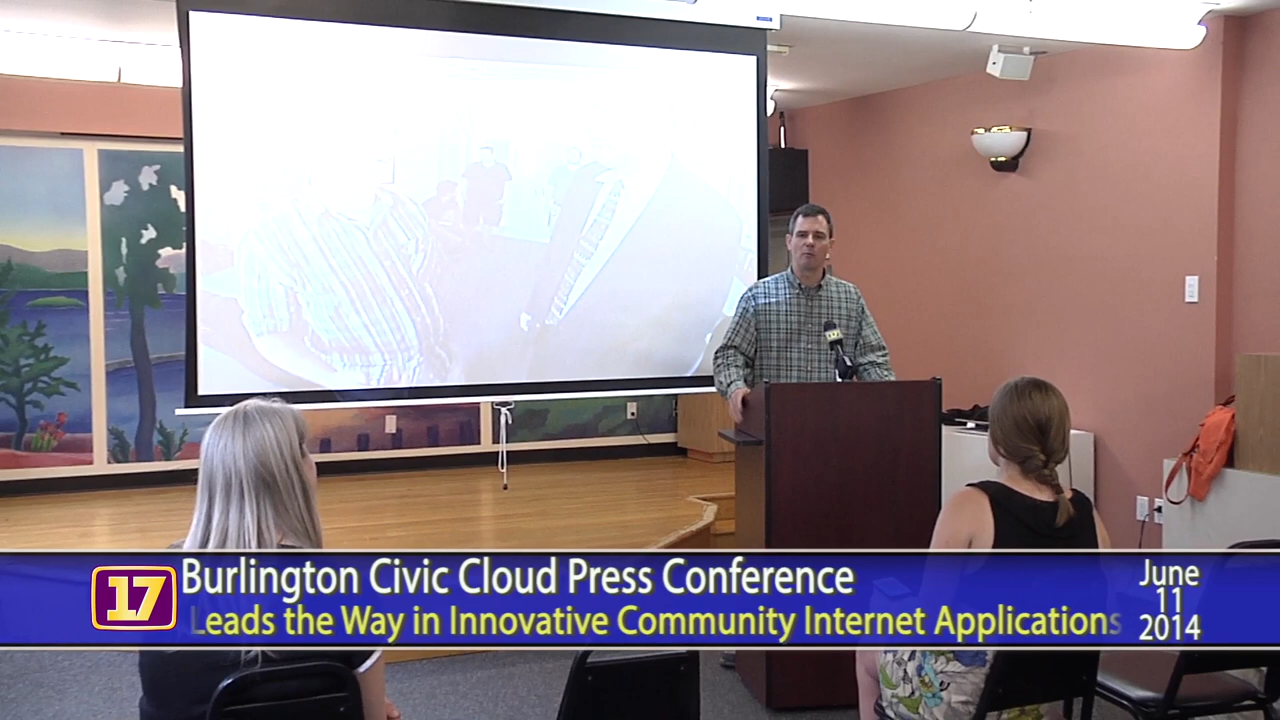 17
Burlington Civic Cloud Press Conference
Leads the Way in Innovative Community Internet Applications
June
11
2014